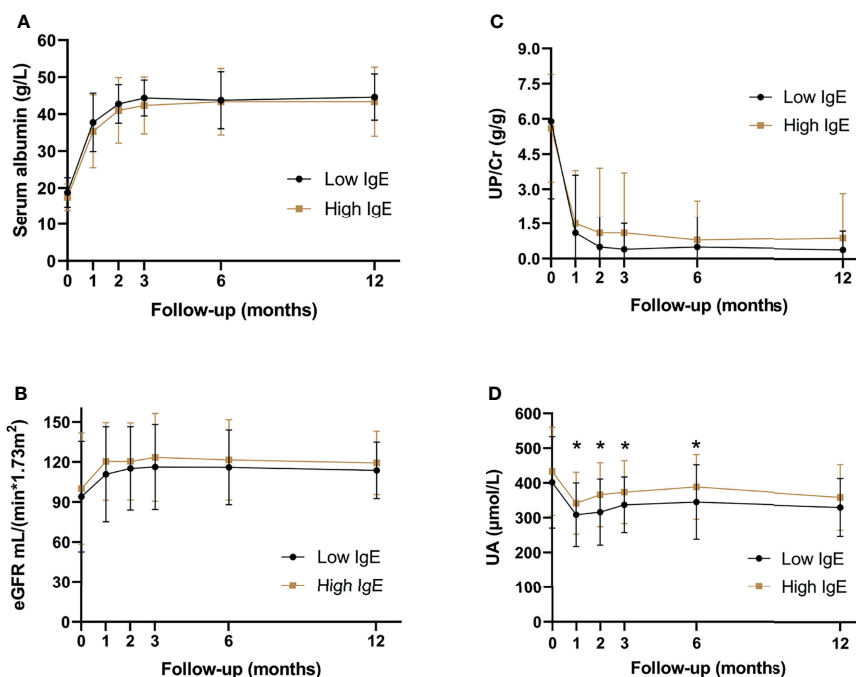 A
Serum albumin (g/L)
60
50
40
30
20
10
0
0 1 2 3 6 12
Follow-up (months)
Low IgE
High IgE
C
UP/Cr (g/g)
9.0
7.5
6.0
4.5
3.0
1.5
0.0
0 1 2 3 6 12
Follow-up (months)
Low IgE
High IgE
B
eGFR mL/(min*1.73m²)
150
120
90
60
30
0
0 1 2 3 6 12
Follow-up (months)
Low IgE
High IgE
D
UA (µmol/L)
600
500
400
300
200
100
0
* * * *
0 1 2 3 6 12
Follow-up (months)
Low IgE
High IgE